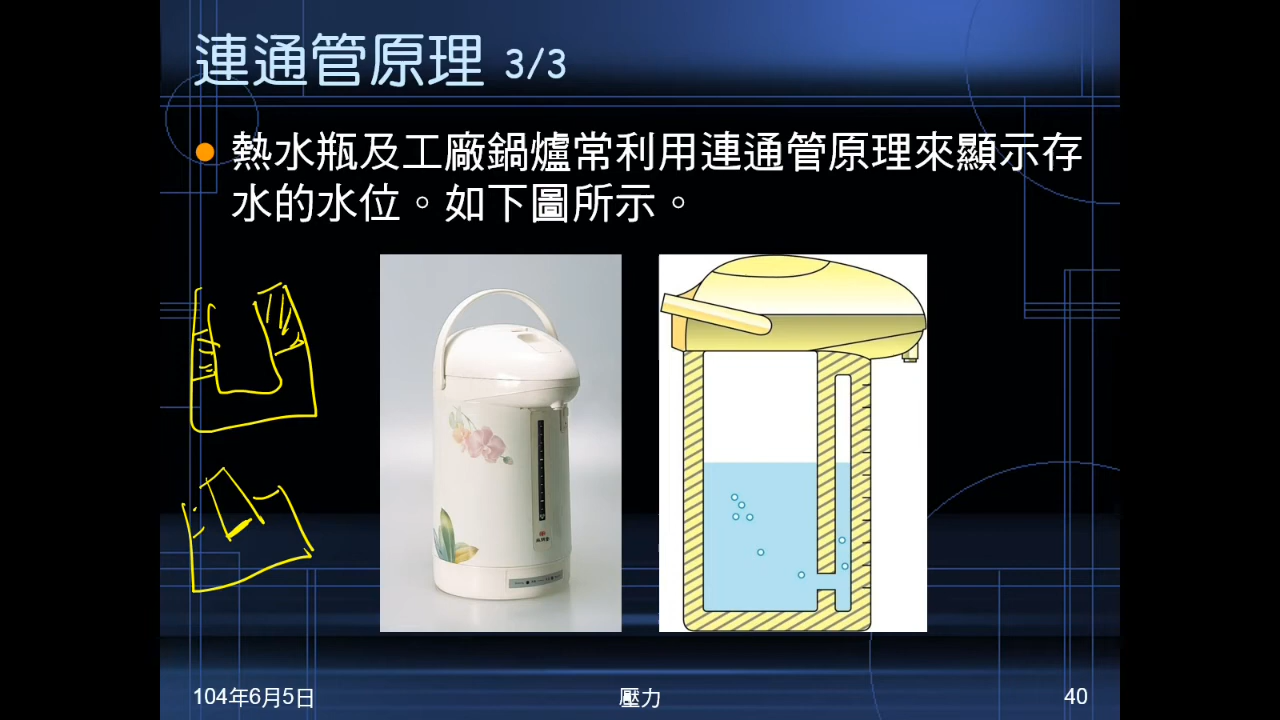 連通管原理 3/3
熱水瓶及工廠鍋爐常利用連通管原理來顯示存
水的水位。如下圖所示。
104年6月5日
壓力
40